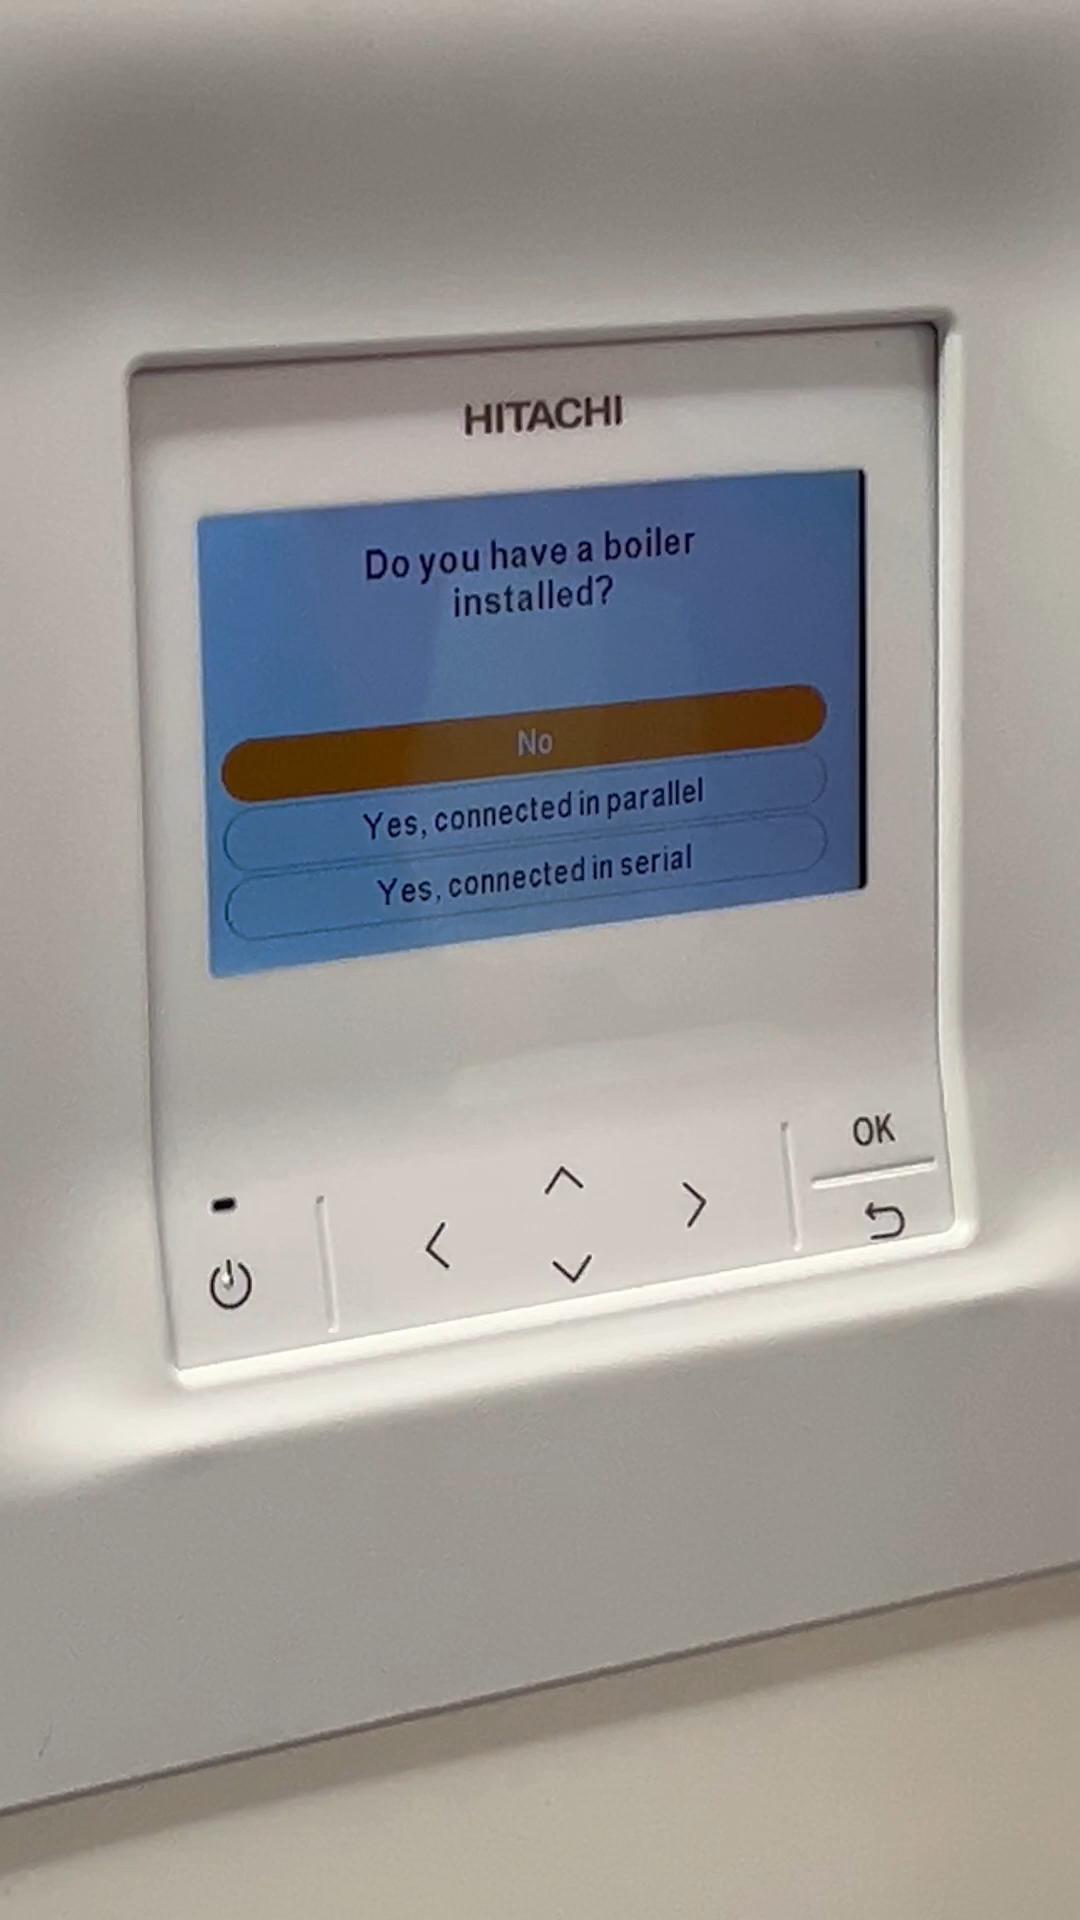 HITACHI
Do you have a boiler
installed?
No
Yes, connected in parallel
Yes, connected in serial
OK